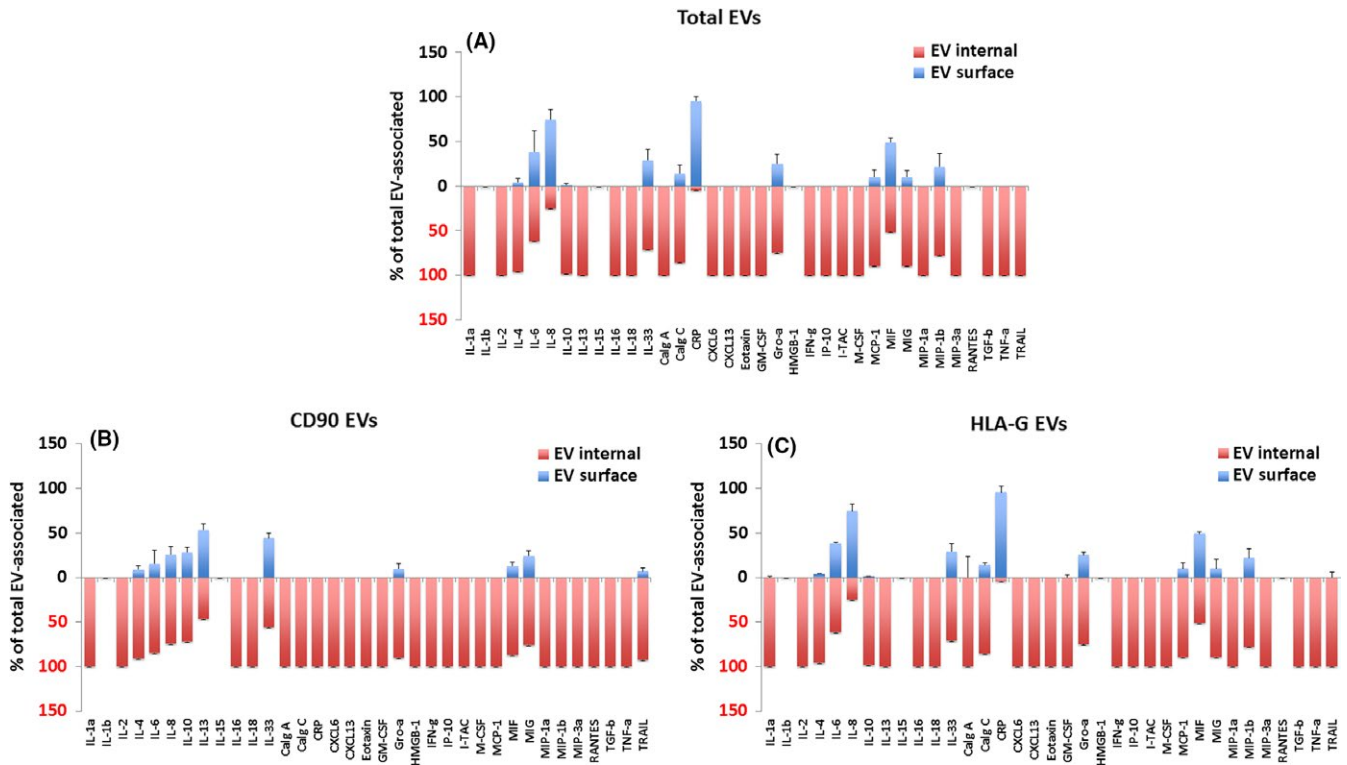 Total EVs
(A)
EV internal
EV surface
150
100
50
0
50
100
150
% of total EV-associated
IL-1a
IL-1b
IL-2
IL-4
IL-6
IL-8
IL-10
IL-13
IL-15
IL-16
IL-18
IL-33
Calg A
Calg C
CRP
CXCL6
CXCL13
Eotaxin
GM-CSF
Gro-a
HMGB-1
IFN-g
IP-10
I-TAC
M-CSF
MCP-1
MIF
MIG
MIP-1a
MIP-1b
MIP-3a
RANTES
TGF-b
TNF-a
TRAIL
CD90 EVs
(B)
EV internal
EV surface
150
100
50
0
50
100
150
% of total EV-associated
IL-1a
IL-1b
IL-2
IL-4
IL-6
IL-8
IL-10
IL-13
IL-15
IL-16
IL-18
IL-33
Calg A
Calg C
CRP
CXCL6
CXCL13
Eotaxin
GM-CSF
Gro-a
HMGB-1
IFN-g
IP-10
I-TAC
M-CSF
MCP-1
MIF
MIG
MIP-1a
MIP-1b
MIP-3a
RANTES
TGF-b
TNF-a
TRAIL
HLA-G EVs
(C)
EV internal
EV surface
150
100
50
0
50
100
150
% of total EV-associated
IL-1a
IL-1b
IL-2
IL-4
IL-6
IL-8
IL-10
IL-13
IL-15
IL-16
IL-18
IL-33
Calg A
Calg C
CRP
CXCL6
CXCL13
Eotaxin
GM-CSF
Gro-a
HMGB-1
IFN-g
IP-10
I-TAC
M-CSF
MCP-1
MIF
MIG
MIP-1a
MIP-1b
MIP-3a
RANTES
TGF-b
TNF-a
TRAIL